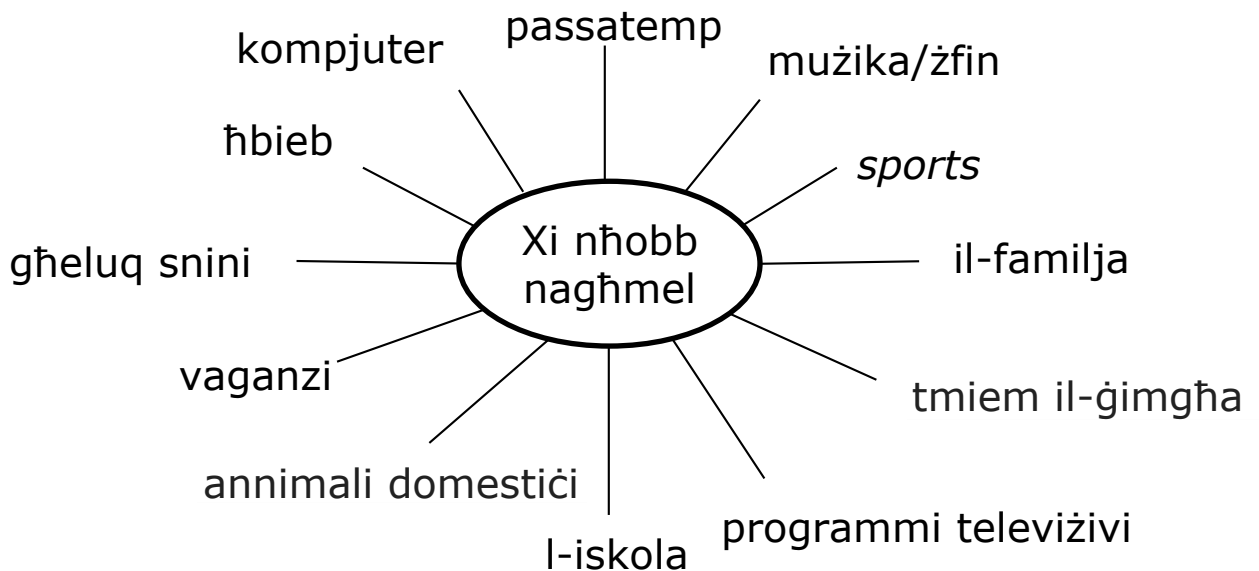 passatemp
kompjuter
mużika/żfin
ħbieb
sports
Xi nħobb
nagħmel
għeluq snini
il-familja
vaganzi
tmiem il-ġimgħa
annimali domestiċi
programmi televiżivi
l-iskola